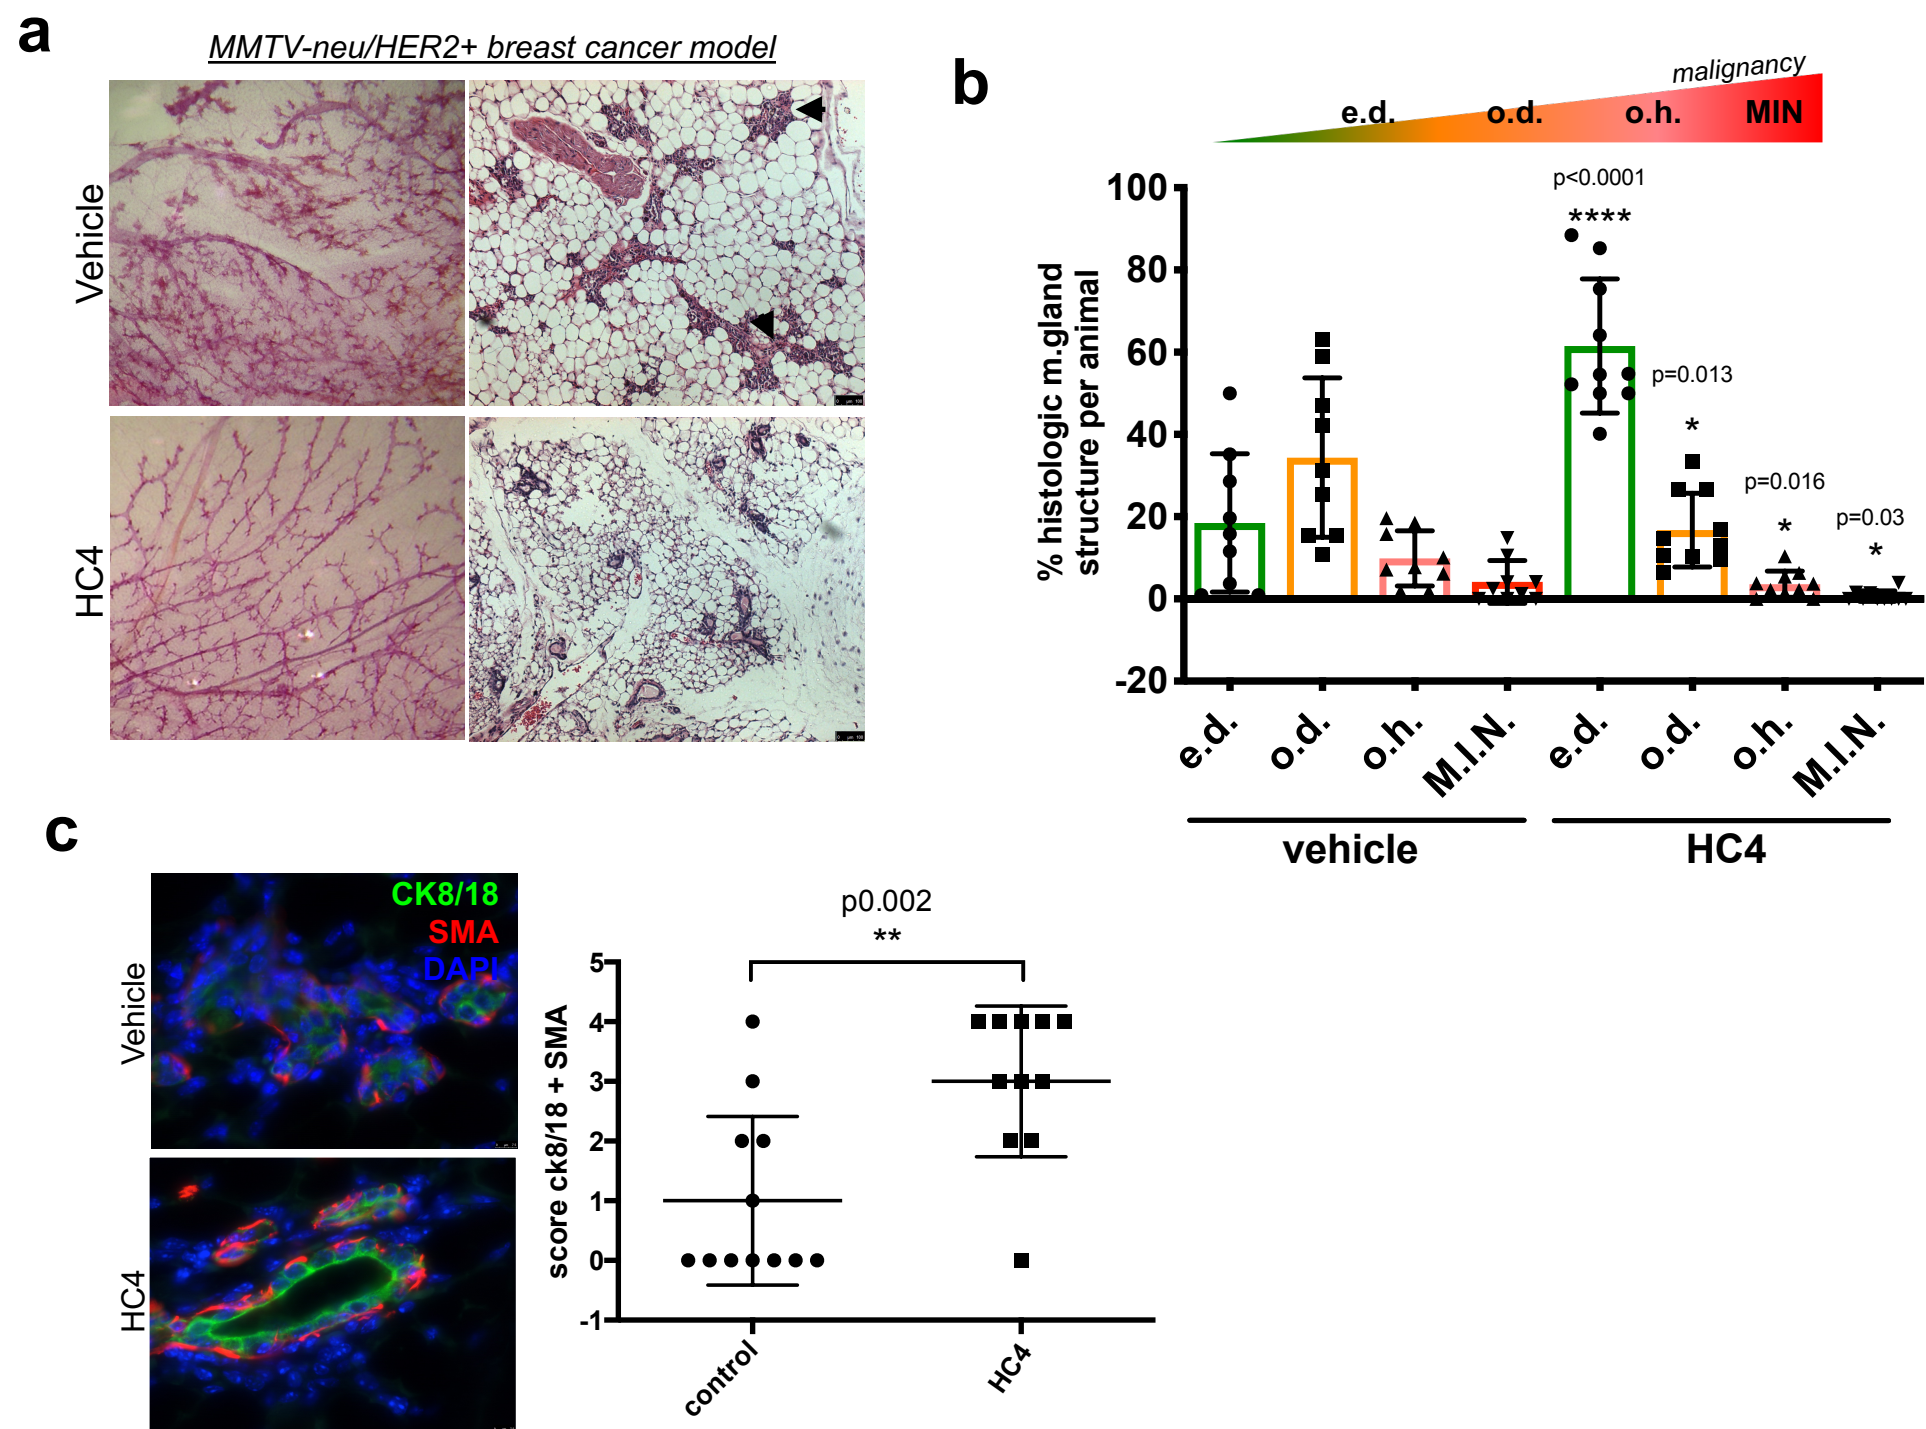 a
MMTV-neu/HER2+ breast cancer model
Vehicle
HC4
b
malignancy
e.d. o.d. o.h. MIN
% histologic m.gland
structure per animal
100
80
60
40
20
0
-20
p<0.0001
****
p=0.013
*
p=0.016
*
p=0.03
*
e.d. o.d. o.h. M.I.N. e.d. o.d. o.h. M.I.N.
vehicle HC4
c
Vehicle
HC4
CK8/18
SMA
DAPI
p0.002
**
score ck8/18 + SMA
5
4
3
2
1
0
-1
control HC4